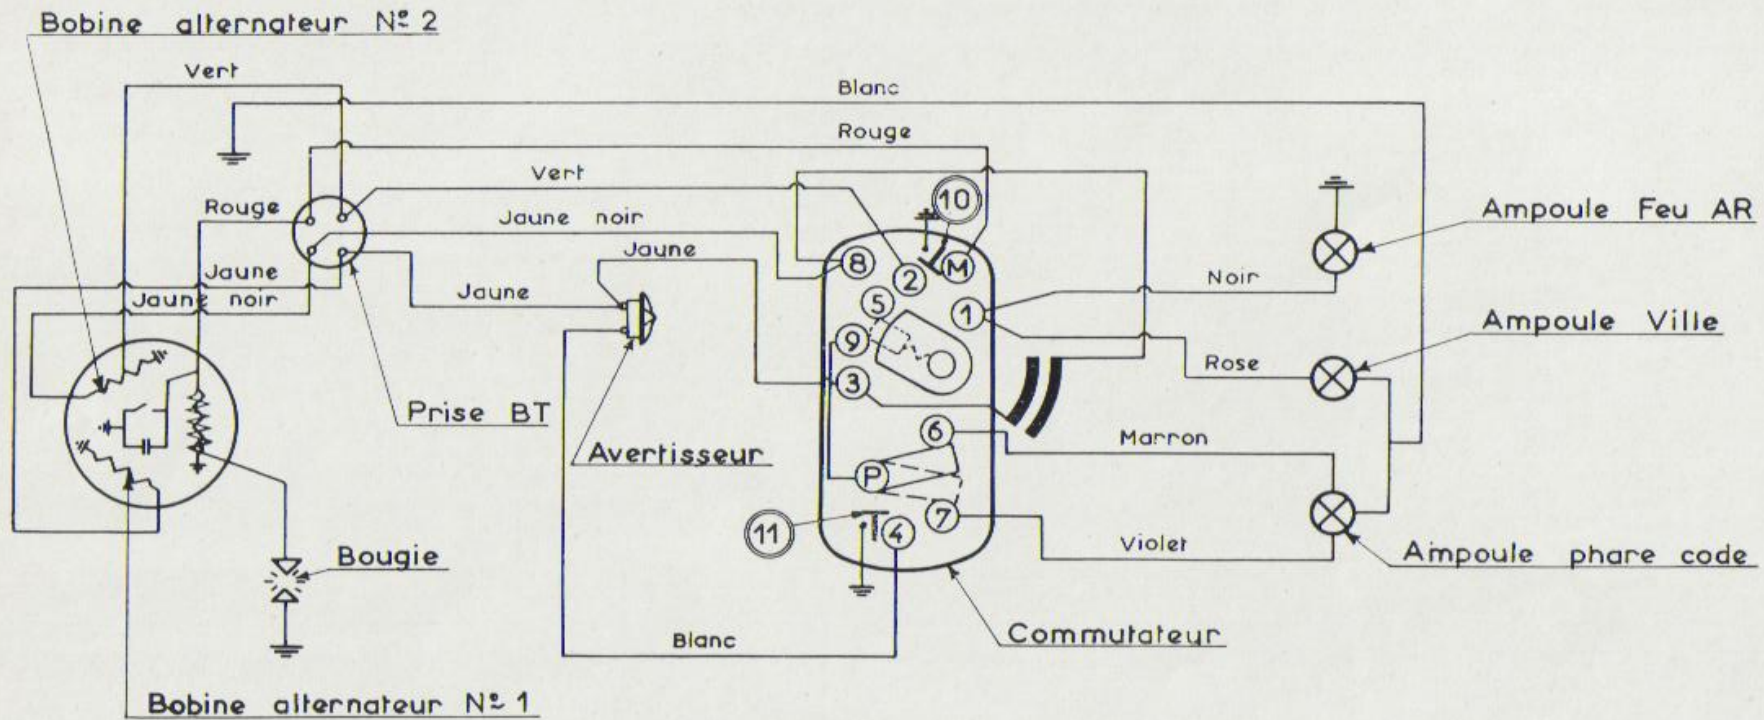 Bobine alternateur Nº 2
Vert
Blanc
Rouge
Vert
10
Rouge
Jaune noir
Ampoule Feu AR
Jaune
8
2
M
Jaune
Jaune
Noir
Jaune noir
5
1
Ampoule Ville
9
Rose
3
Prise BT
6
Marron
Avertisseur
P
7
11
4
Violet
Ampoule phare code
Bougie
Blanc
Commutateur
Bobine alternateur Nº 1